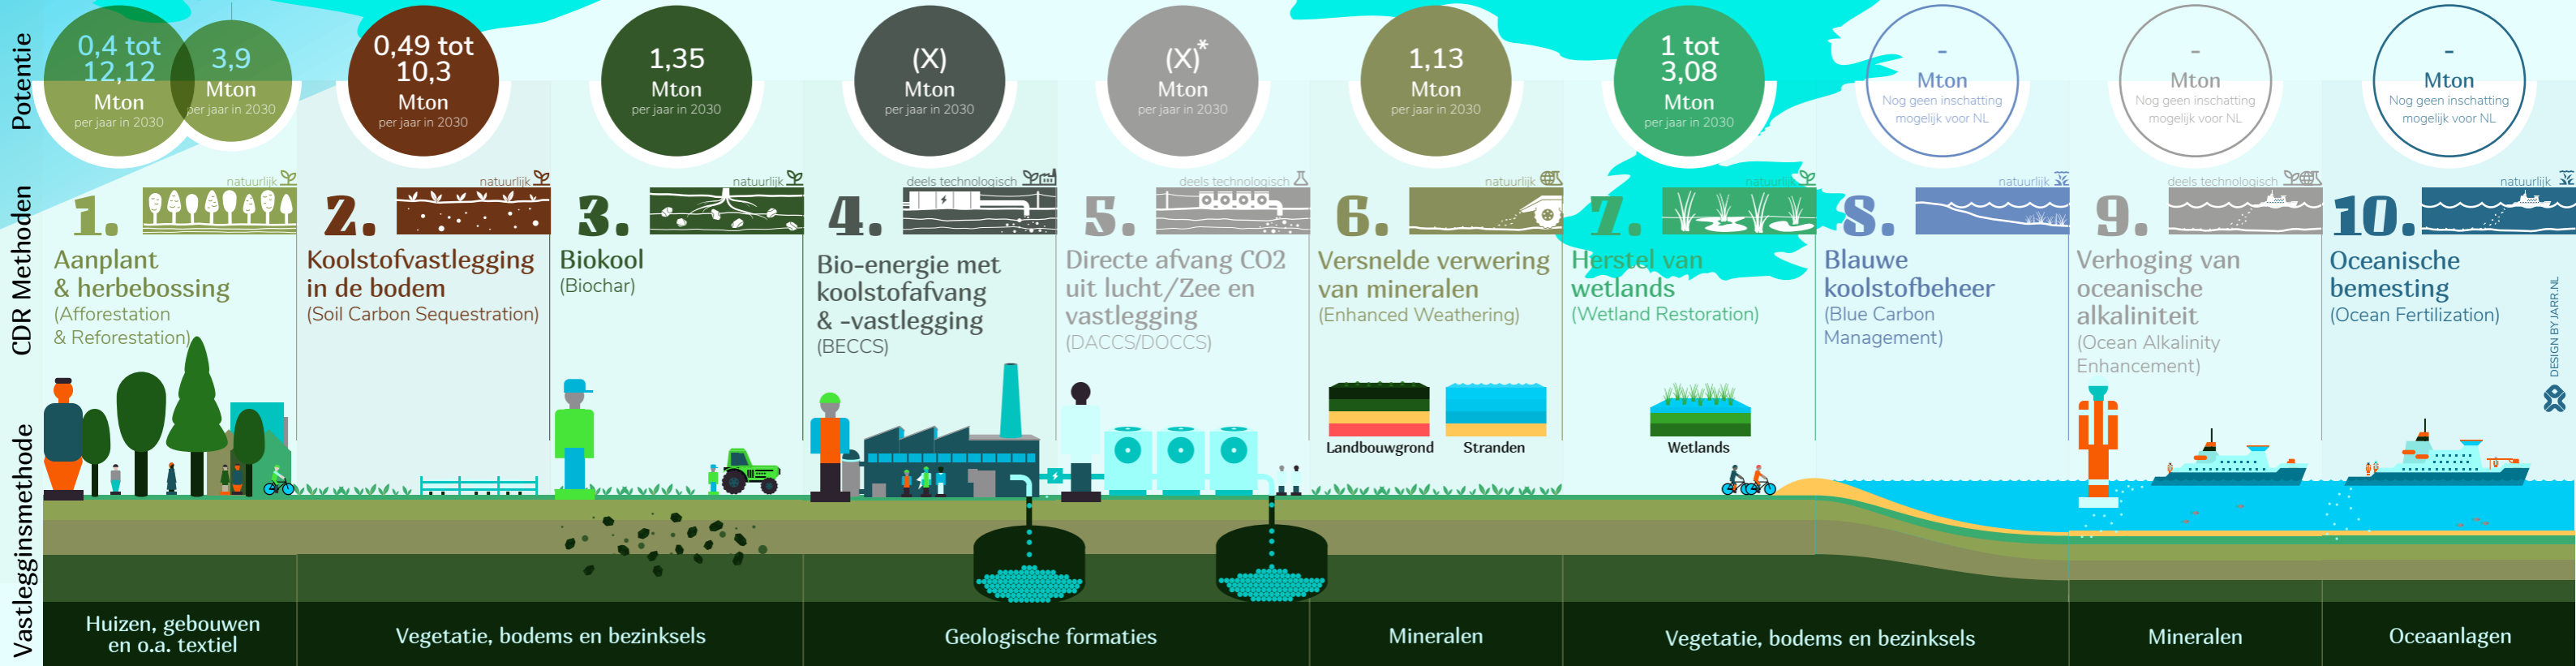 Potentie
0,4 tot
12,12
Mton
per jaar in 2030
3,9
Mton
per jaar in 2030
0,49 tot
10,3
Mton
per jaar in 2030
1,35
Mton
per jaar in 2030
(X)
Mton
per jaar in 2030
(X)*
Mton
per jaar in 2030
1,13
Mton
per jaar in 2030
1 tot
3,08
Mton
per jaar in 2030
-
Mton
Nog geen inschatting
mogelijk voor NL
-
Mton
Nog geen inschatting
mogelijk voor NL
-
Mton
Nog geen inschatting
mogelijk voor NL
CDR Methoden
natuurlijk
1.
Aanplant
& herbebossing
(Afforestation
& Reforestation)
natuurlijk
2.
Koolstofvastlegging
in de bodem
(Soil Carbon Sequestration)
natuurlijk
3.
Biokool
(Biochar)
deels technologisch
4.
Bio-energie met
koolstofafvang
& -vastlegging
(BECCS)
deels technologisch
5.
Directe afvang CO2
uit lucht/Zee en
vastlegging
(DACCS/DOCCS)
natuurlijk
6.
Versnelde verwering
van mineralen
(Enhanced Weathering)
natuurlijk
7.
Herstel van
wetlands
(Wetland Restoration)
natuurlijk
8.
Blauwe
koolstofbeheer
(Blue Carbon
Management)
deels technologisch
9.
Verhoging van
oceanische
alkaliniteit
(Ocean Alkalinity
Enhancement)
natuurlijk
10.
Oceanische
bemesting
(Ocean Fertilization)
DESIGN BY JARR.NL
Vastlegginsmethode
Landbouwgrond
Stranden
Wetlands
Huizen, gebouwen
en o.a. textiel
Vegetatie, bodems en bezinksels
Geologische formaties
Mineralen
Vegetatie, bodems en bezinksels
Mineralen
Oceaanlagen